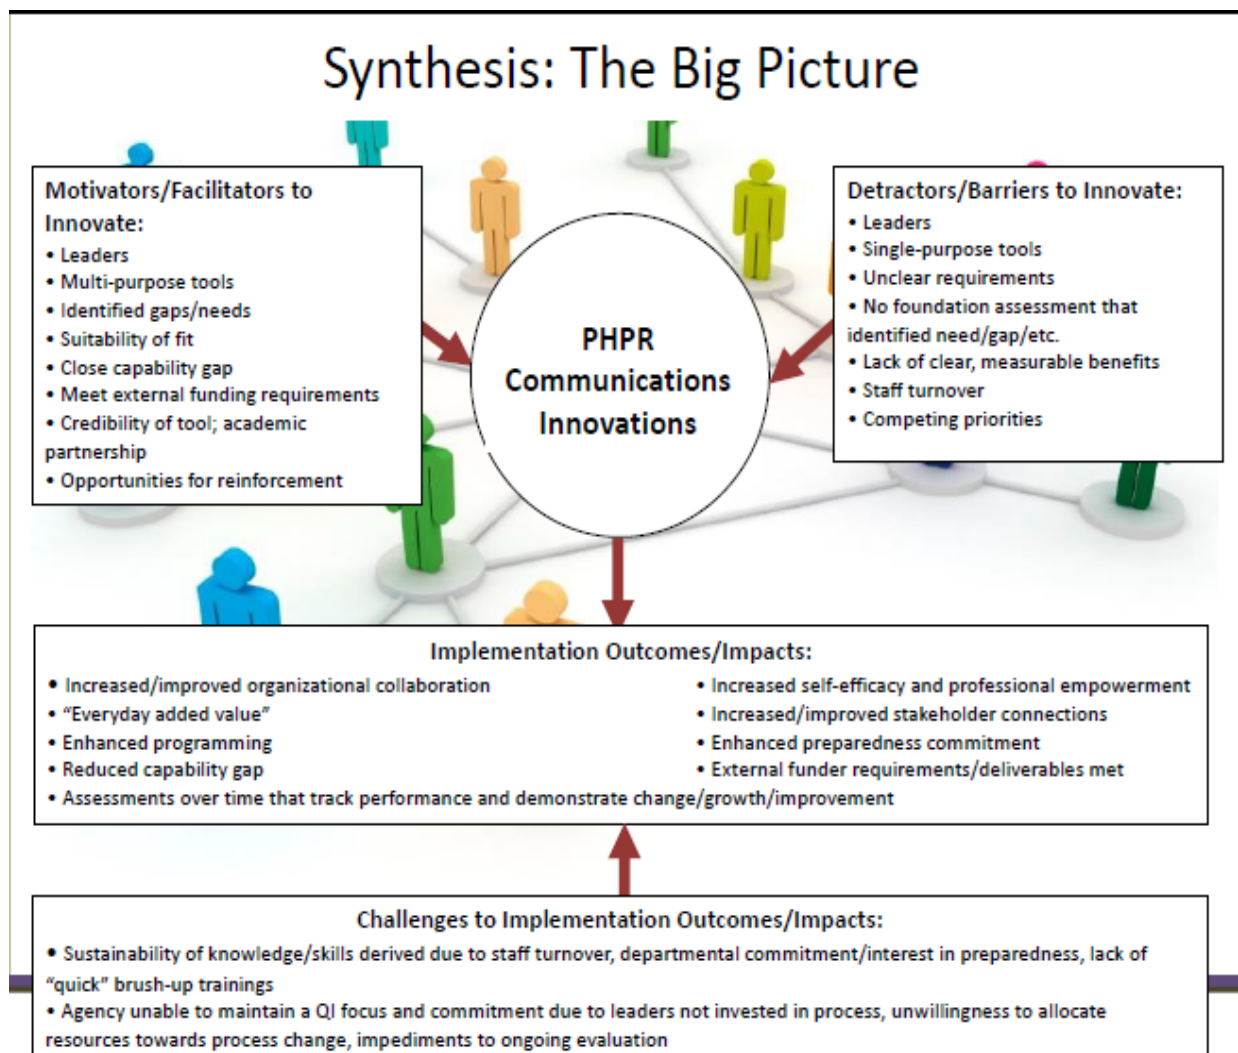 Synthesis: The Big Picture
Motivators/Facilitators to
Innovate:
• Leaders
• Multi-purpose tools
• Identified gaps/needs
• Suitability of fit
• Close capability gap
• Meet external funding requirements
• Credibility of tool; academic
partnership
• Opportunities for reinforcement
PHPR
Communications
Innovations
Detractors/Barriers to Innovate:
• Leaders
• Single-purpose tools
• Unclear requirements
• No foundation assessment that
identified need/gap/etc.
• Lack of clear, measurable benefits
• Staff turnover
• Competing priorities
Implementation Outcomes/Impacts:
• Increased/improved organizational collaboration
• “Everyday added value”
• Enhanced programming
• Reduced capability gap
• Increased self-efficacy and professional empowerment
• Increased/improved stakeholder connections
• Enhanced preparedness commitment
• External funder requirements/deliverables met
• Assessments over time that track performance and demonstrate change/growth/improvement
Challenges to Implementation Outcomes/Impacts:
• Sustainability of knowledge/skills derived due to staff turnover, departmental commitment/interest in preparedness, lack of
“quick” brush-up trainings
• Agency unable to maintain a QI focus and commitment due to leaders not invested in process, unwillingness to allocate
resources towards process change, impediments to ongoing evaluation